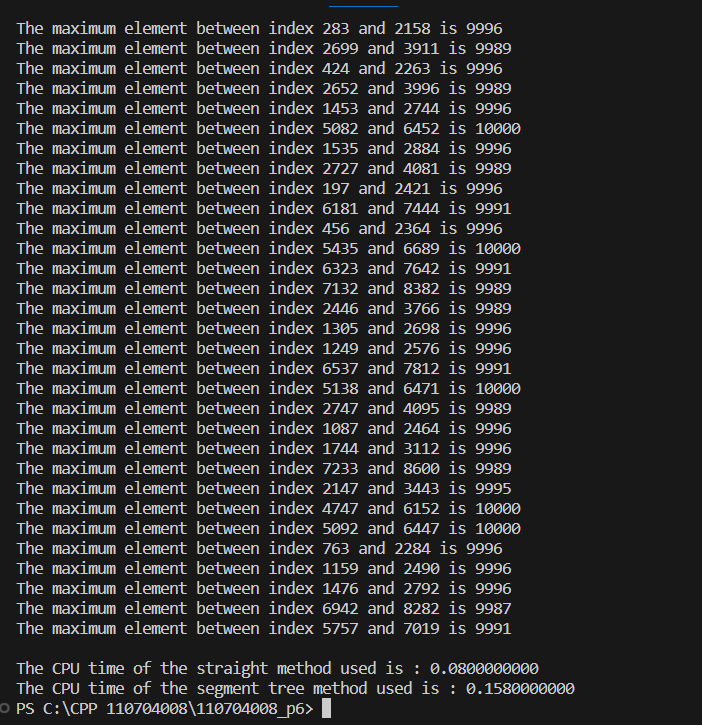 The maximum element between index 283 and 2158 is 9996
The maximum element between index 2699 and 3911 is 9989
The maximum element between index 424 and 2263 is 9996
The maximum element between index 2652 and 3996 is 9989
The maximum element between index 1453 and 2744 is 9996
The maximum element between index 5082 and 6452 is 10000
The maximum element between index 1535 and 2884 is 9996
The maximum element between index 2727 and 4081 is 9989
The maximum element between index 197 and 2421 is 9996
The maximum element between index 6181 and 7444 is 9991
The maximum element between index 456 and 2364 is 9996
The maximum element between index 5435 and 6689 is 10000
The maximum element between index 6323 and 7642 is 9991
The maximum element between index 7132 and 8382 is 9989
The maximum element between index 2446 and 3766 is 9989
The maximum element between index 1305 and 2698 is 9996
The maximum element between index 1249 and 2576 is 9996
The maximum element between index 6537 and 7812 is 9991
The maximum element between index 5138 and 6471 is 10000
The maximum element between index 2747 and 4095 is 9989
The maximum element between index 1087 and 2464 is 9996
The maximum element between index 1744 and 3112 is 9996
The maximum element between index 7233 and 8600 is 9989
The maximum element between index 2147 and 3443 is 9995
The maximum element between index 4747 and 6152 is 10000
The maximum element between index 5092 and 6447 is 10000
The maximum element between index 763 and 2284 is 9996
The maximum element between index 1159 and 2490 is 9996
The maximum element between index 1476 and 2792 is 9996
The maximum element between index 6942 and 8282 is 9987
The maximum element between index 5757 and 7019 is 9991
The CPU time of the straight method used is : 0.0800000000
The CPU time of the segment tree method used is : 0.1580000000
PS C:\CPP 110704008\110704008_p6>